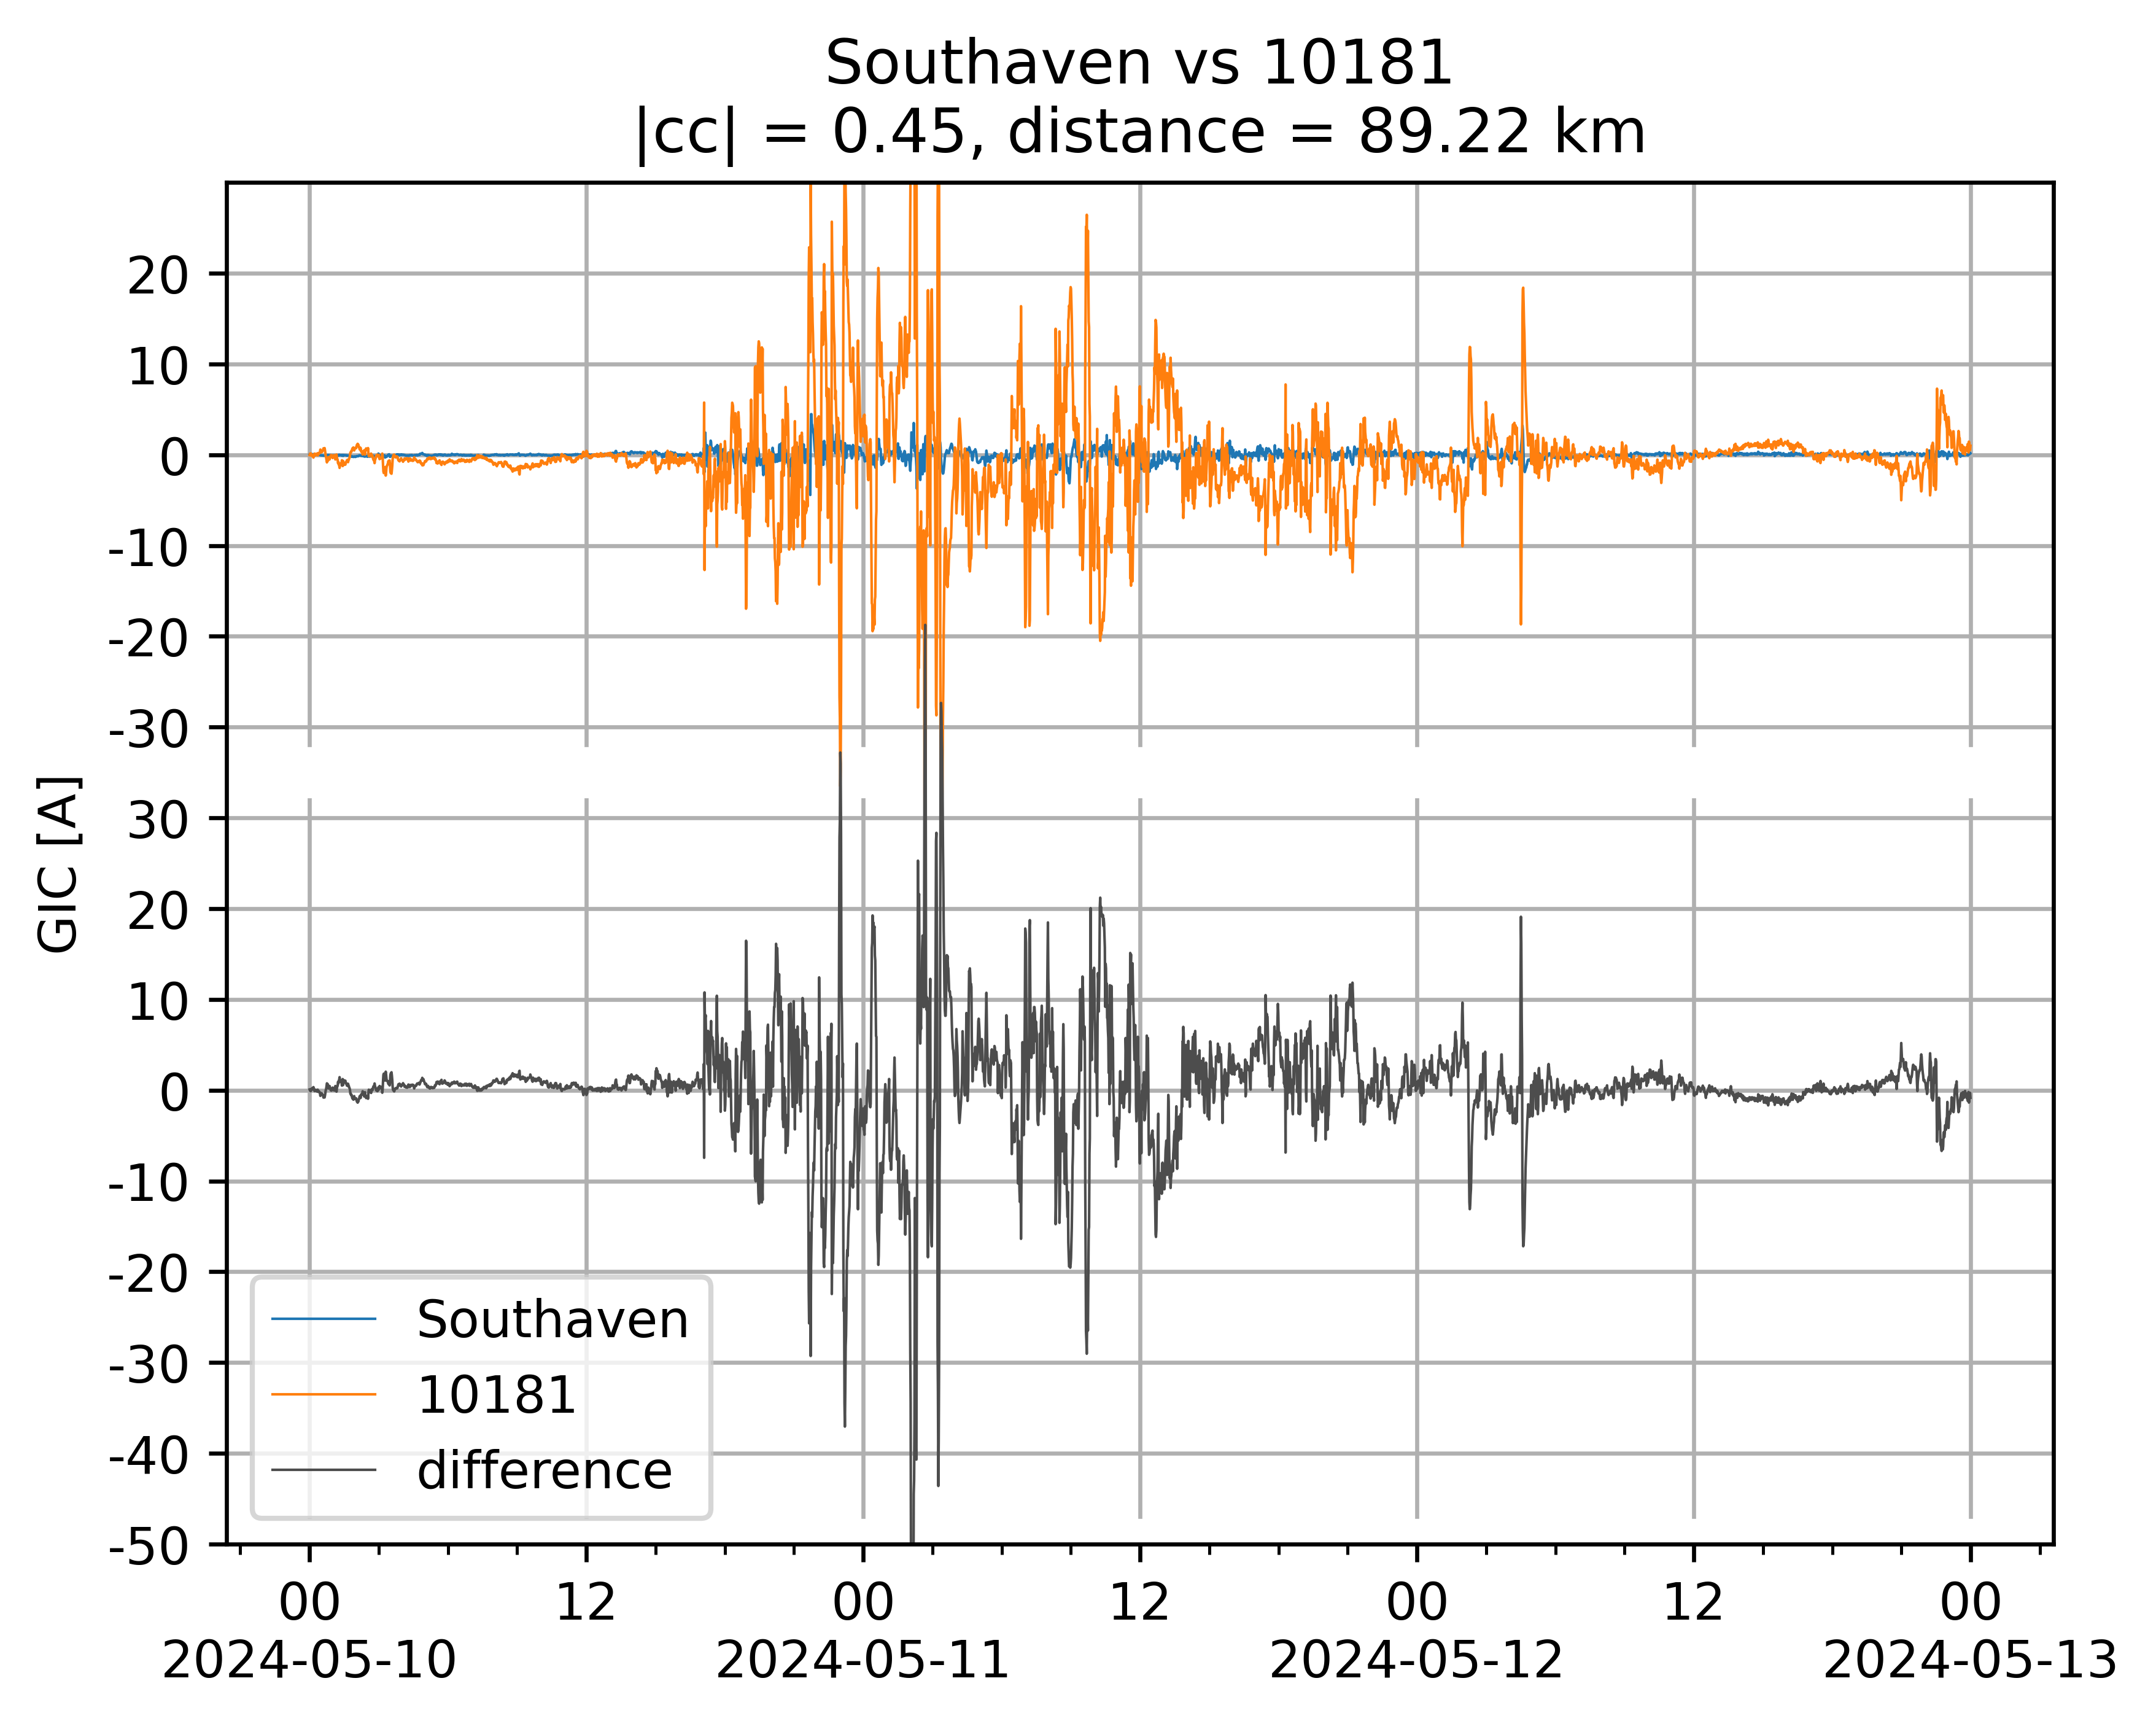 Southaven vs 10181
|cc| = 0.45, distance = 89.22 km
GIC [A]
20
10
0
-10
-20
-30
30
20
10
0
-10
-20
-30
-40
-50
Southaven
10181
difference
00 12 00 12 00 12 00
2024-05-10 2024-05-11 2024-05-12 2024-05-13